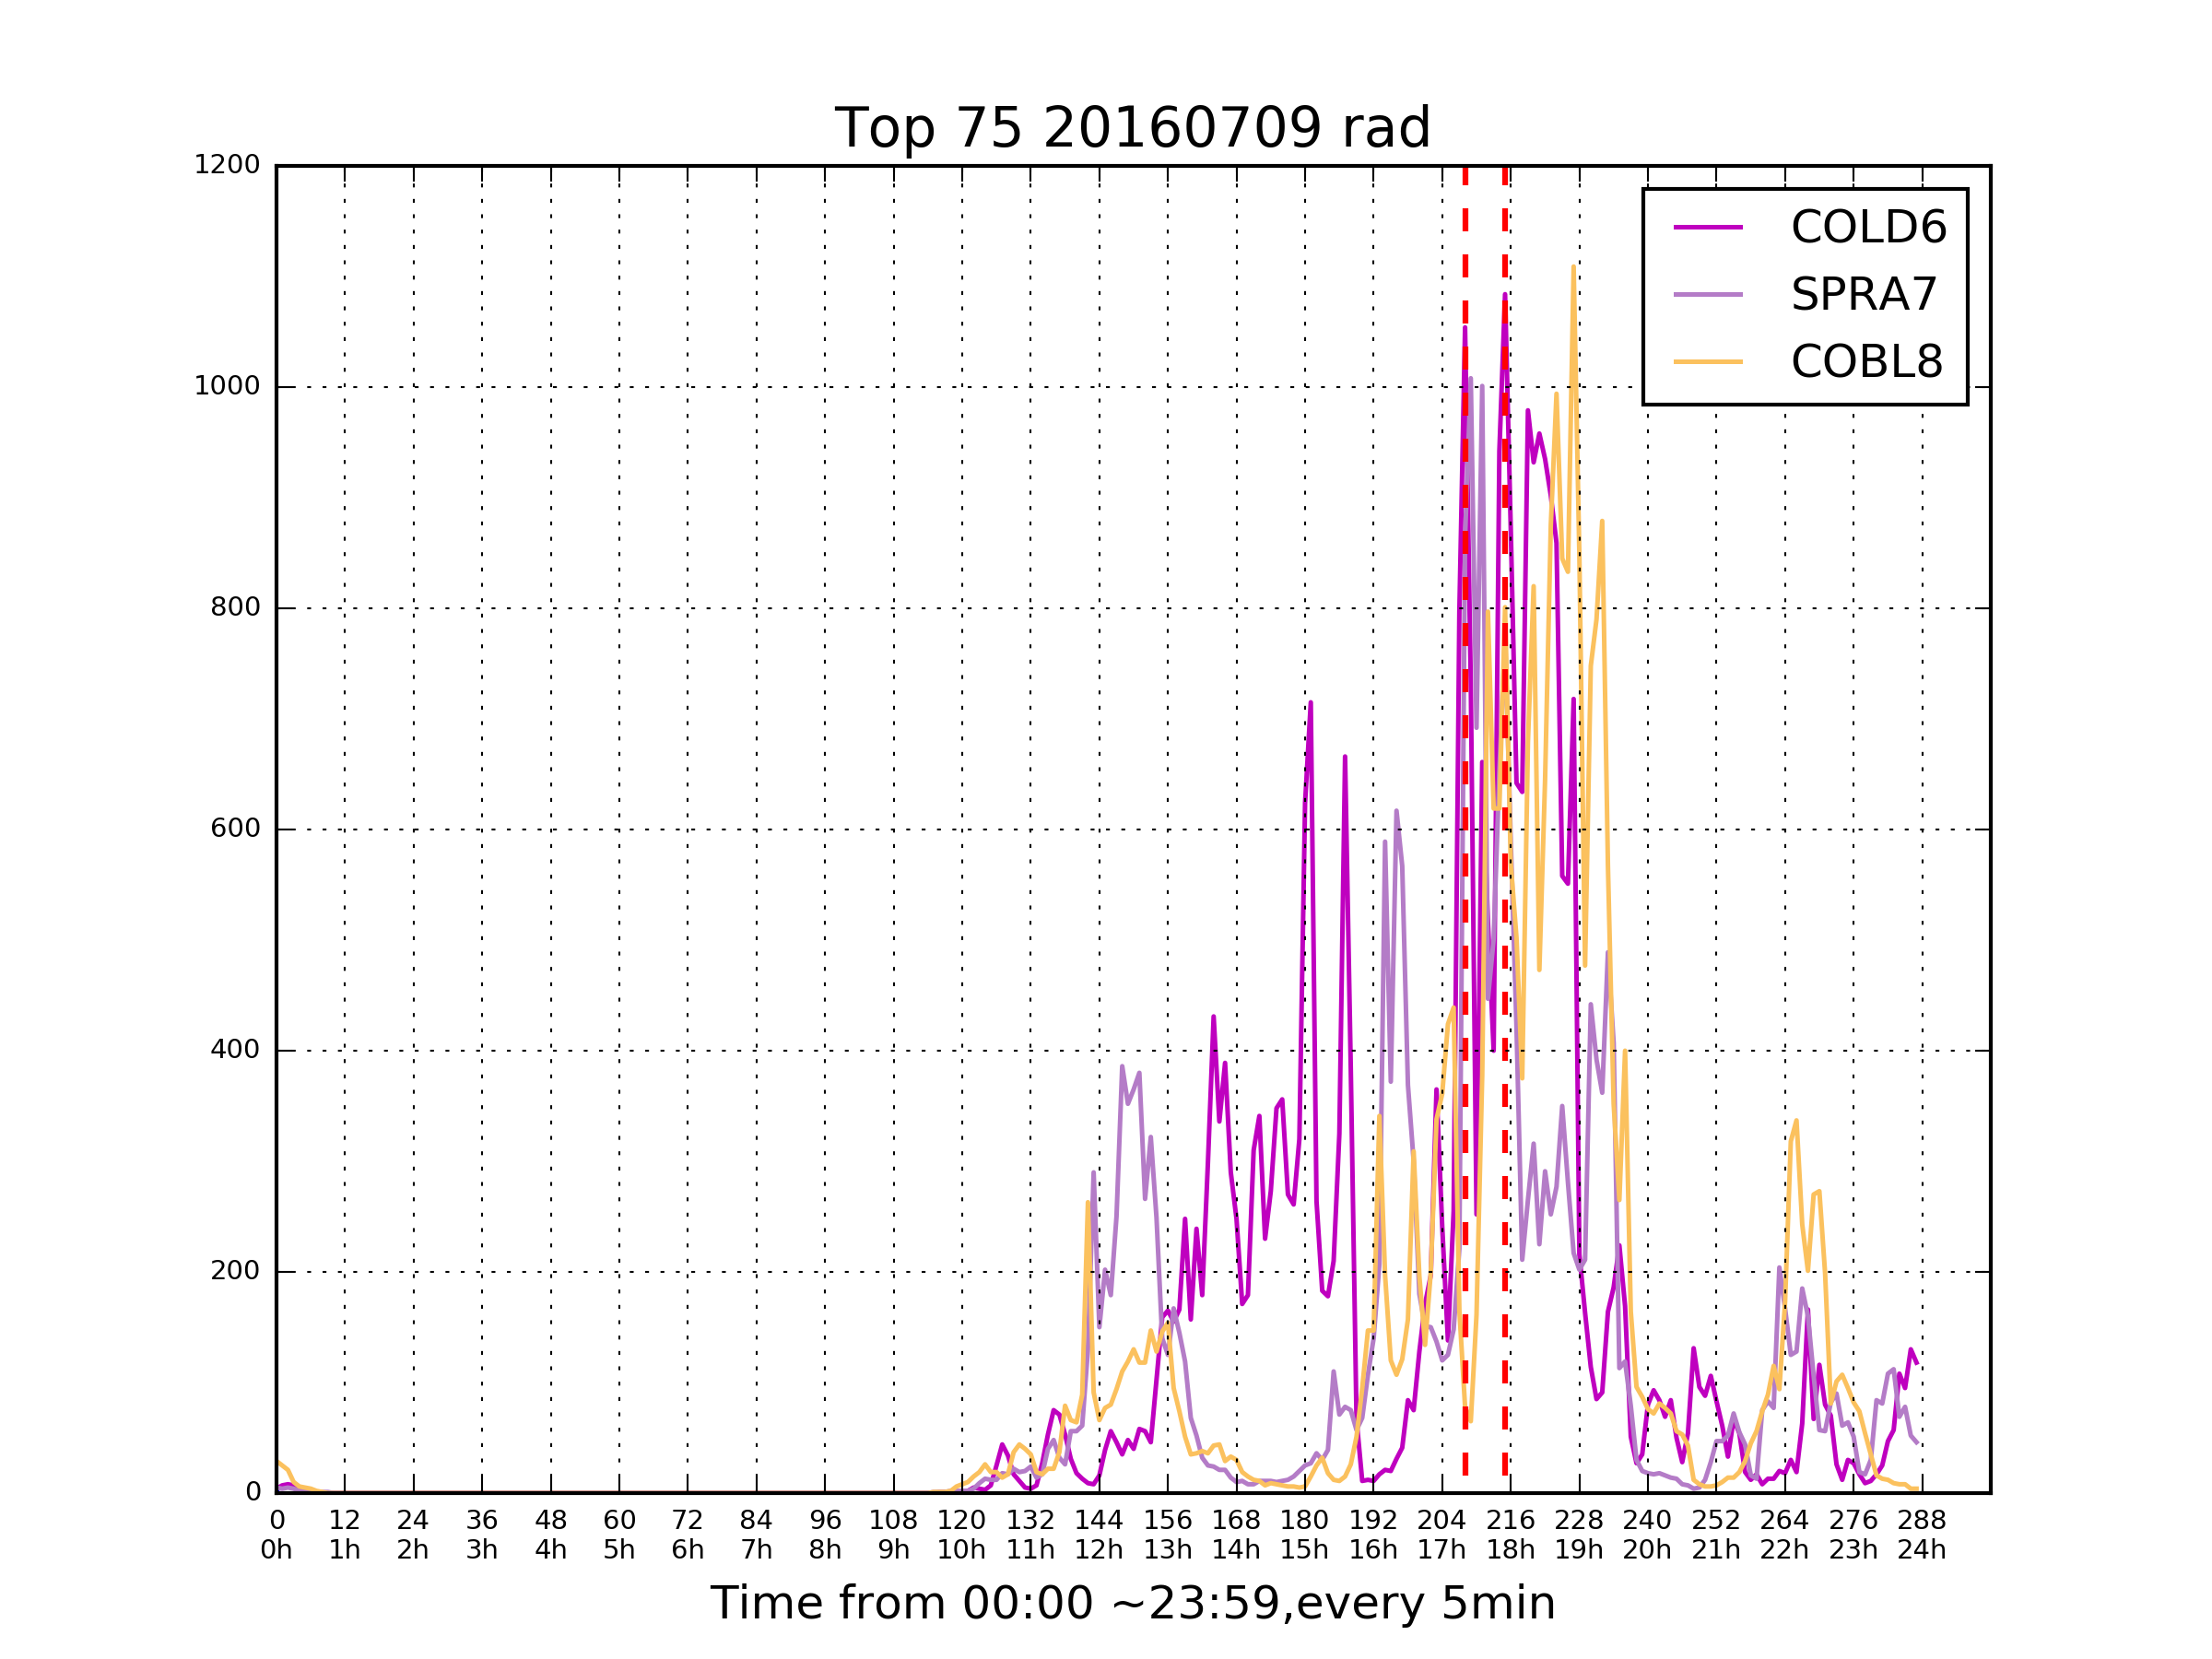 Top 75 20160709 rad
1200
1000
800
600
400
200
0
COLD6
SPRA7
COBL8
0 12 24 36 48 60 72 84 96 108 120 132 144 156 168 180 192 204 216 228 240 252 264 276 288
0h 1h 2h 3h 4h 5h 6h 7h 8h 9h 10h 11h 12h 13h 14h 15h 16h 17h 18h 19h 20h 21h 22h 23h 24h
Time from 00:00 ~23:59,every 5min